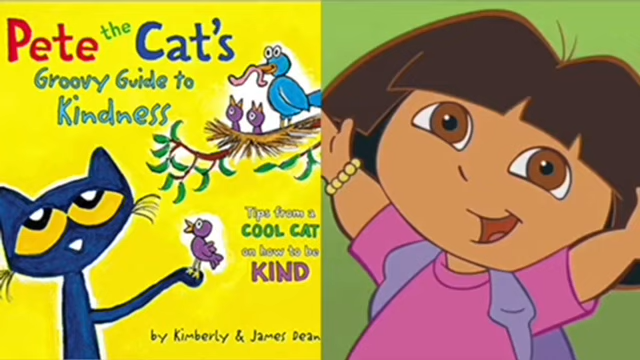 Pete the Cat's
Groovy Guide to
Kindness
Tips from a
COOL CAT
on how to be
KIND
by Kimberly & James Dean